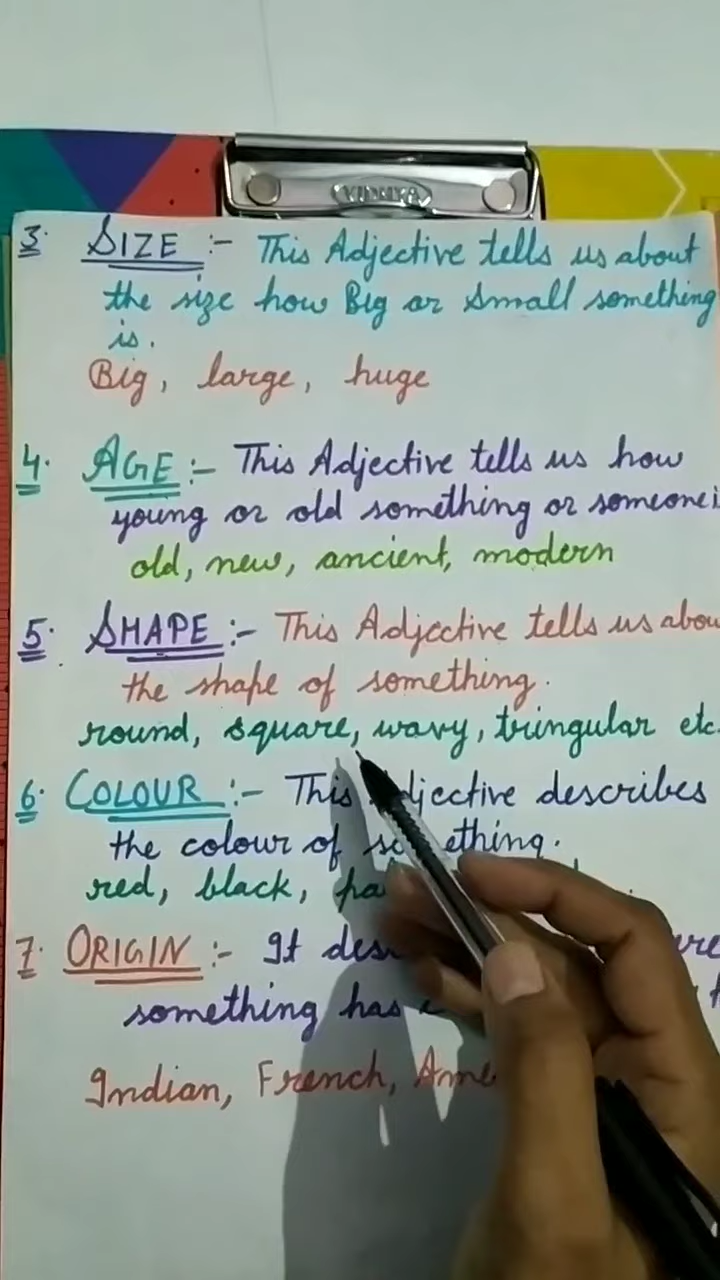 3. SIZE :- This Adjective tells us about
the size how Big or Small something
is.
Big, large, huge
4. AGE :- This Adjective tells us how
young or old something or someone
old, new, ancient, modern
5. SHAPE :- This Adjective tells us
the shape of something.
round, square, wavy, tringular etc.
6. COLOUR :- This Adjective describes
the colour of something.
red, black,
7. ORIGIN :- It
something has
Indian, French,